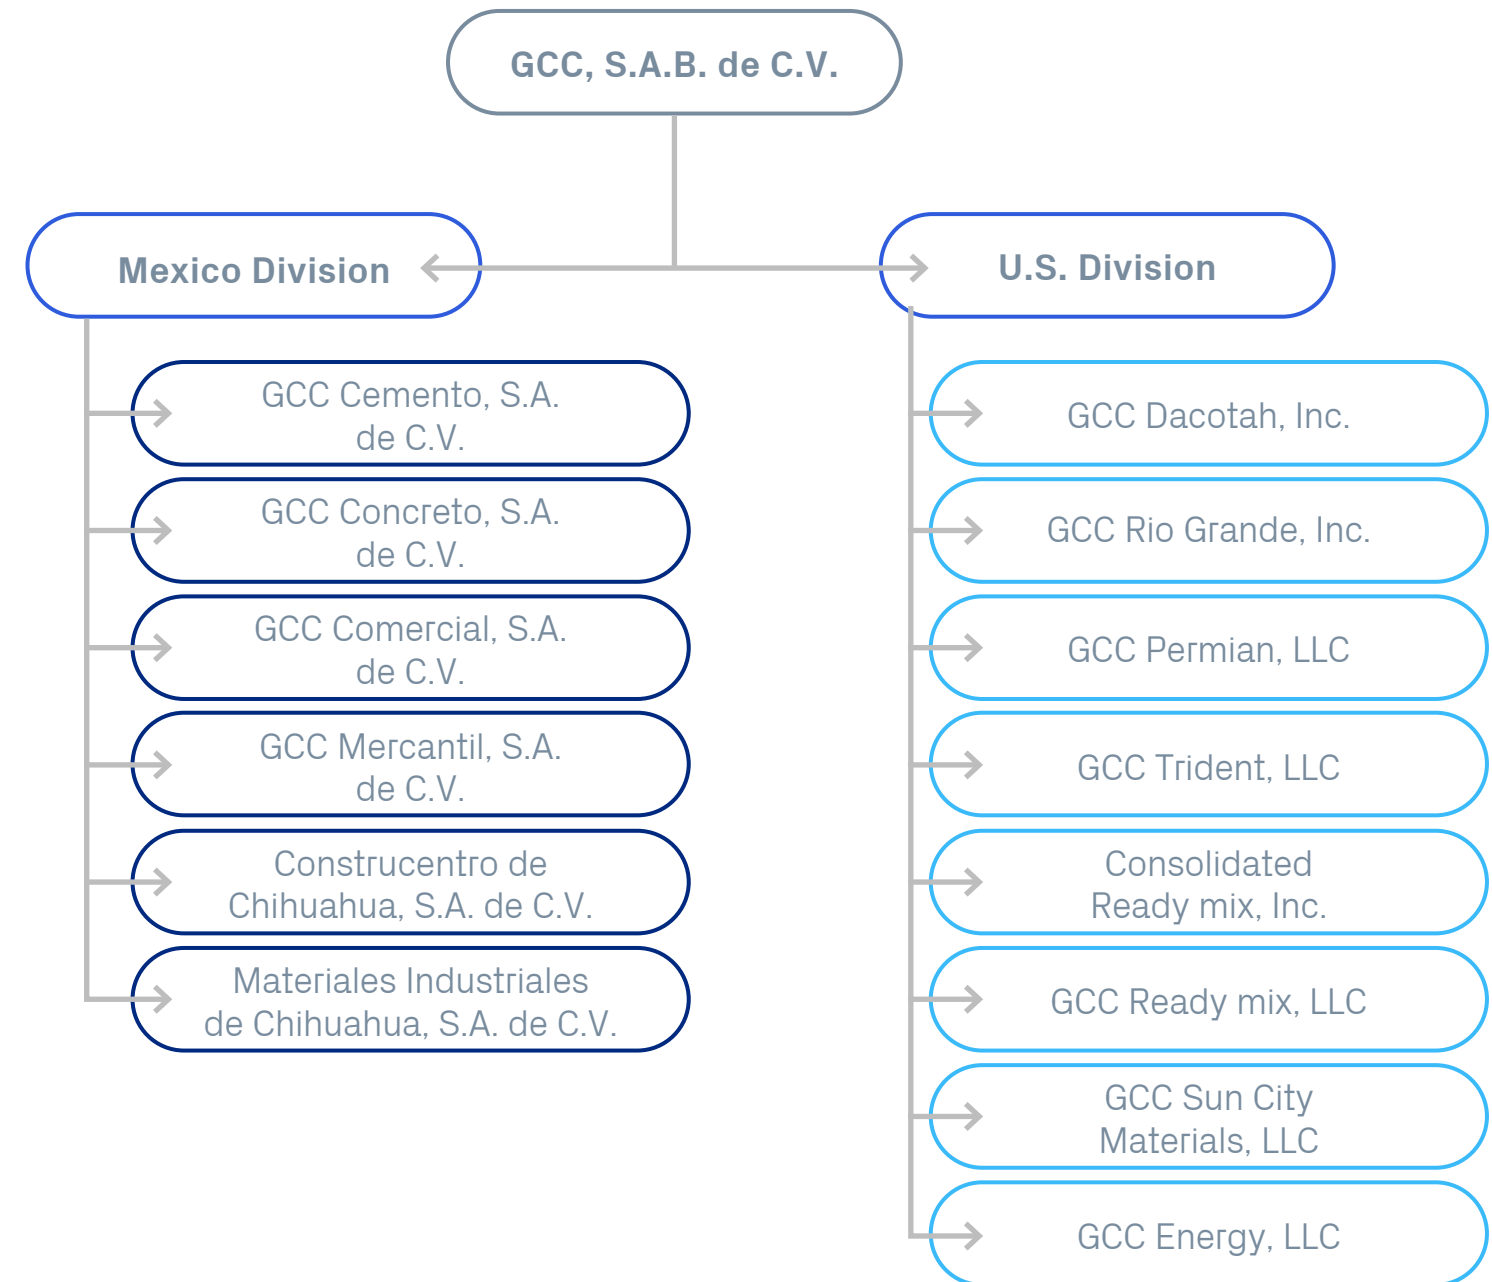 GCC, S.A.B. de C.V.
Mexico Division
GCC Cemento, S.A.
de C.V.
GCC Concreto, S.A.
de C.V.
GCC Comercial, S.A.
de C.V.
GCC Mercantil, S.A.
de C.V.
Construcentro de
Chihuahua, S.A. de C.V.
Materiales Industriales
de Chihuahua, S.A. de C.V.
U.S. Division
GCC Dacotah, Inc.
GCC Rio Grande, Inc.
GCC Permian, LLC
GCC Trident, LLC
Consolidated
Ready mix, Inc.
GCC Ready mix, LLC
GCC Sun City
Materials, LLC
GCC Energy, LLC